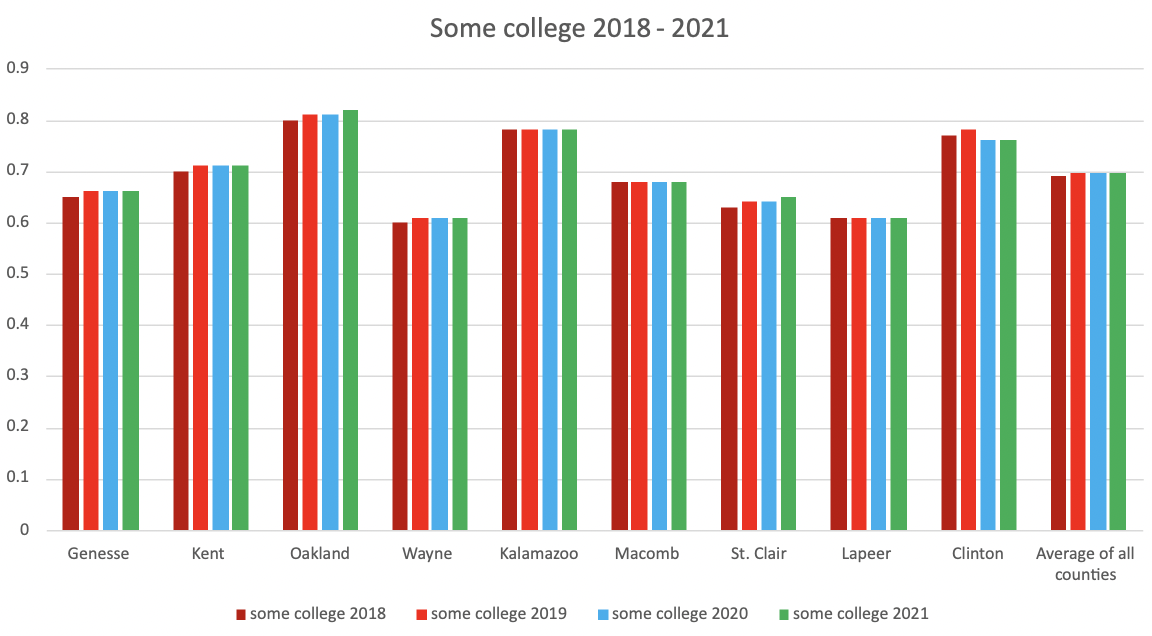 Some college 2018 - 2021
0.9
0.8
0.7
0.6
0.5
0.4
0.3
0.2
0.1
0
Genesse Kent Oakland Wayne Kalamazoo Macomb St. Clair Lapeer Clinton Average of all
counties
some college 2018 some college 2019 some college 2020 some college 2021